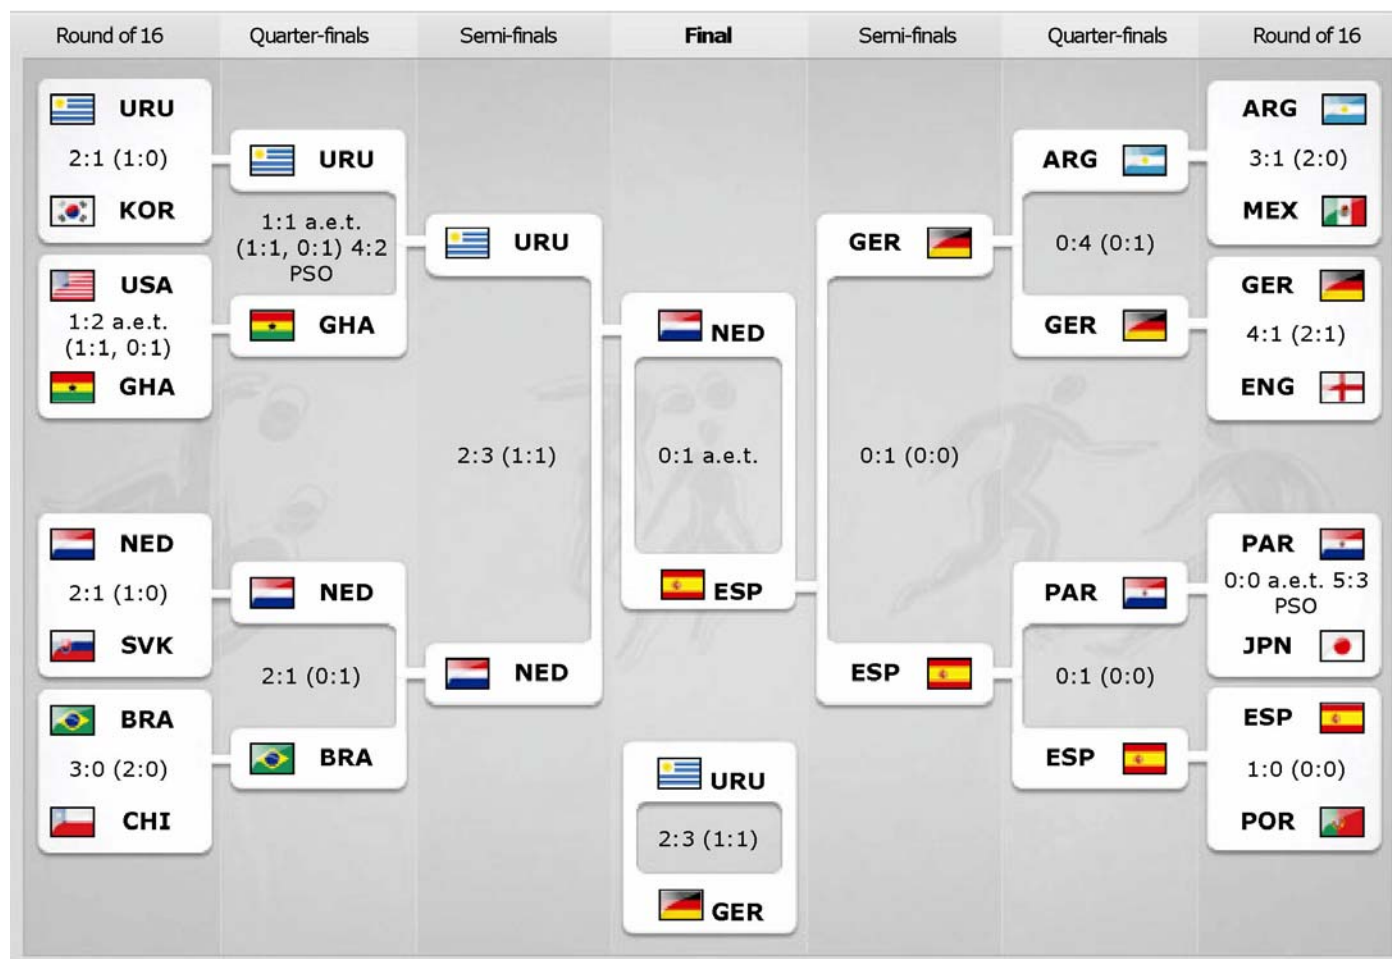 Round of 16
Quarter-finals
Semi-finals
Final
Semi-finals
Quarter-finals
Round of 16
URU
2:1 (1:0)
KOR
USA
1:2 a.e.t.
(1:1, 0:1)
GHA
NED
2:1 (1:0)
SVK
BRA
3:0 (2:0)
CHI
URU
1:1 a.e.t.
(1:1, 0:1) 4:2
PSO
GHA
NED
2:1 (0:1)
BRA
URU
2:3 (1:1)
NED
NED
0:1 a.e.t.
ESP
URU
2:3 (1:1)
GER
GER
0:1 (0:0)
ESP
ARG
0:4 (0:1)
GER
PAR
0:1 (0:0)
ESP
ARG
3:1 (2:0)
MEX
GER
4:1 (2:1)
ENG
PAR
0:0 a.e.t. 5:3
PSO
JPN
ESP
1:0 (0:0)
POR